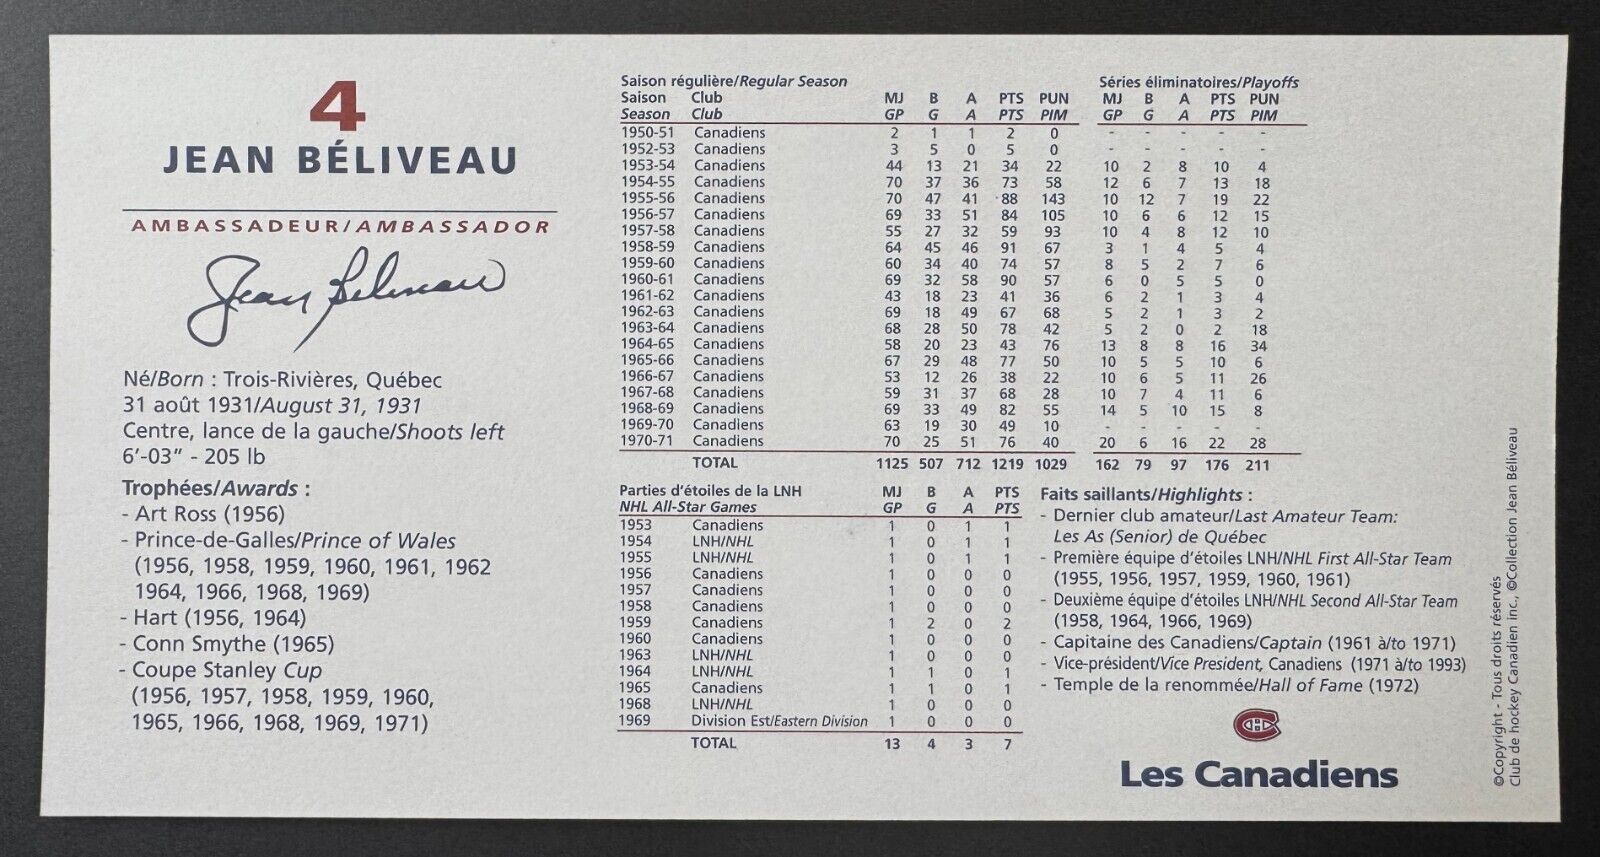 4
JEAN BÉLIVEAU
AMBASSADEUR/AMBASSADOR
Jean Béliveau
Né/Born : Trois-Rivières, Québec
31 août 1931/August 31, 1931
Centre, lance de la gauche/Shoots left
6'-03" - 205 lb
Trophées/Awards :
- Art Ross (1956)
- Prince-de-Galles/Prince of Wales
(1956, 1958, 1959, 1960, 1961, 1962
1964, 1966, 1968, 1969)
- Hart (1956, 1964)
- Conn Smythe (1965)
- Coupe Stanley Cup
(1956, 1957, 1958, 1959, 1960,
1965, 1966, 1968, 1969, 1971)
Saison régulière/Regular Season Séries éliminatoires/Playoffs
Saison Club MJ B A PTS PUN MJ B A PTS PUN
Season Club GP G A PTS PIM GP G A PTS PIM
1950-51 Canadiens 2 1 1 2 0 - - - - -
1952-53 Canadiens 3 5 0 5 0 - - - - -
1953-54 Canadiens 44 13 21 34 22 10 2 8 10 4
1954-55 Canadiens 70 37 36 73 58 12 6 7 13 18
1955-56 Canadiens 70 47 41 88 143 10 12 7 19 22
1956-57 Canadiens 69 33 51 84 105 10 6 6 12 15
1957-58 Canadiens 55 27 32 59 93 10 4 8 12 10
1958-59 Canadiens 64 45 46 91 67 3 1 4 5 4
1959-60 Canadiens 60 34 40 74 57 8 5 2 7 6
1960-61 Canadiens 69 32 58 90 57 6 0 5 5 0
1961-62 Canadiens 43 18 23 41 36 6 2 1 3 4
1962-63 Canadiens 69 18 49 67 68 5 2 1 3 2
1963-64 Canadiens 68 28 50 78 42 5 2 0 2 18
1964-65 Canadiens 58 20 23 43 76 13 8 8 16 34
1965-66 Canadiens 67 29 48 77 50 10 5 5 10 6
1966-67 Canadiens 53 12 26 38 22 10 6 5 11 26
1967-68 Canadiens 59 31 37 68 28 10 7 4 11 6
1968-69 Canadiens 69 33 49 82 55 14 5 10 15 8
1969-70 Canadiens 63 19 30 49 10 - - - - -
1970-71 Canadiens 70 25 51 76 40 20 6 16 22 28
TOTAL 1125 507 712 1219 1029 162 79 97 176 211
Parties d'étoiles de la LNH MJ B A PTS
NHL All-Star Games GP G A PTS
1953 Canadiens 1 0 1 1
1954 LNH/NHL 1 0 1 1
1955 LNH/NHL 1 0 1 1
1956 Canadiens 1 0 0 0
1957 Canadiens 1 0 0 0
1958 Canadiens 1 0 0 0
1959 Canadiens 1 2 0 2
1960 Canadiens 1 0 0 0
1963 LNH/NHL 1 0 0 0
1964 LNH/NHL 1 1 0 1
1965 Canadiens 1 1 0 1
1968 LNH/NHL 1 0 0 0
1969 Division Est/Eastern Division 1 0 0 0
TOTAL 13 4 3 7
Faits saillants/Highlights :
- Dernier club amateur/Last Amateur Team:
Les As (Senior) de Québec
- Première équipe d'étoiles LNH/NHL First All-Star Team
(1955, 1956, 1957, 1959, 1960, 1961)
- Deuxième équipe d'étoiles LNH/NHL Second All-Star Team
(1958, 1964, 1966, 1969)
- Capitaine des Canadiens/Captain (1961 à/to 1971)
- Vice-président/Vice President, Canadiens (1971 à/to 1993)
- Temple de la renommée/Hall of Fame (1972)
CH
Les Canadiens
©Copyright - Tous droits réservés
Club de hockey Canadien inc., ©Collection Jean Béliveau